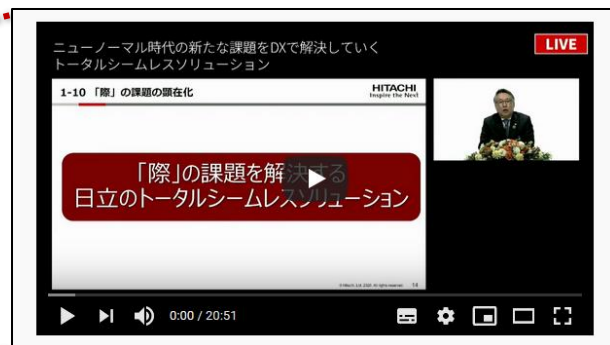 ニューノーマル時代の新たな課題をDXで解決していく
トータルシームレスソリューション
LIVE
1-10 「際」の課題の顕在化
HITACHI
Inspire the Next
「際」の課題を解決する
日立のトータルシームレスソリューション
14
0:00 / 20:51